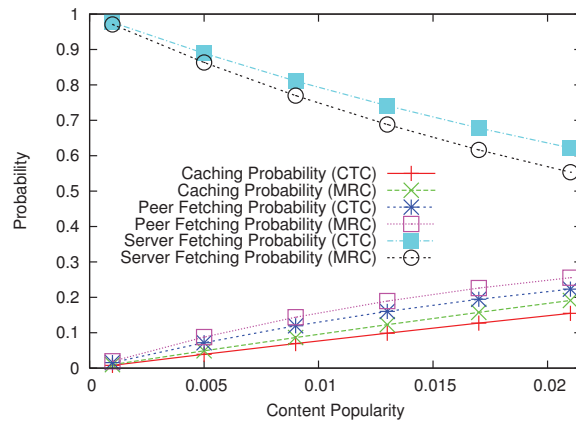 1
0.9
0.8
0.7
0.6
0.5
0.4
0.3
0.2
0.1
0
Probability
Caching Probability (CTC)
Caching Probability (MRC)
Peer Fetching Probability (CTC)
Peer Fetching Probability (MRC)
Server Fetching Probability (CTC)
Server Fetching Probability (MRC)
0 0.005 0.01 0.015 0.02
Content Popularity